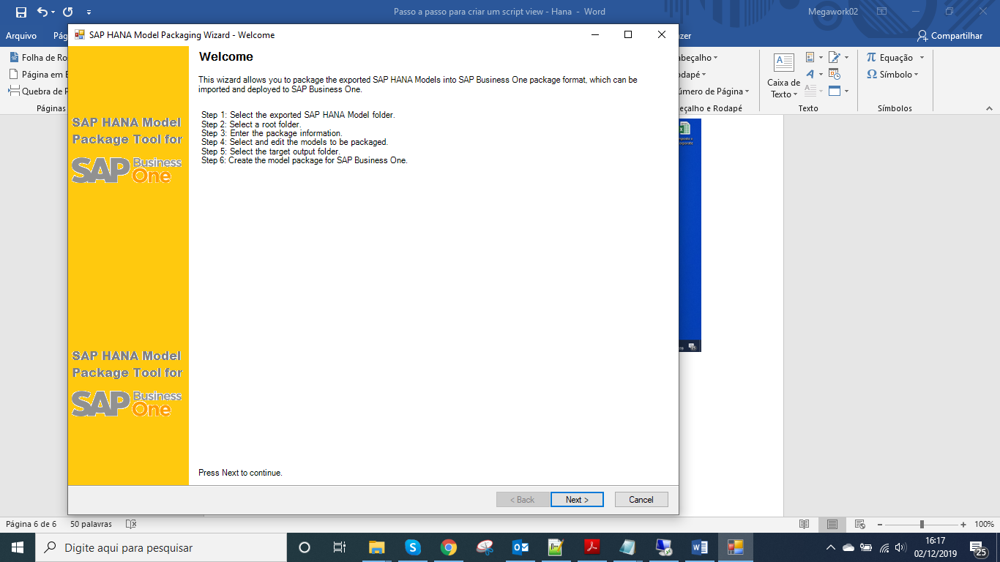 Passo a passo para criar um script view - Hana - Word
Megawork02
Arquivo
Compartilhar
SAP HANA Model Packaging Wizard - Welcome
Folha de Ro
Página em
Quebra de P
Páginas
Caixa de
Texto
Equação
Símbolo
Número de Página
Texto
Símbolos
SAP HANA Model
Package Tool for
SAP Business
One
SAP HANA Model
Package Tool for
SAP Business
One
Welcome
This wizard allows you to package the exported SAP HANA Models into SAP Business One package format, which can be
imported and deployed to SAP Business One.
Step 1: Select the exported SAP HANA Model folder.
Step 2: Select a root folder.
Step 3: Enter the package information.
Step 4: Select and edit the models to be packaged.
Step 5: Select the target output folder.
Step 6: Create the model package for SAP Business One.
Press Next to continue.
< Back
Next >
Cancel
Página 6 de 6
50 palavras
100%
Digite aqui para pesquisar
16:17
02/12/2019
25